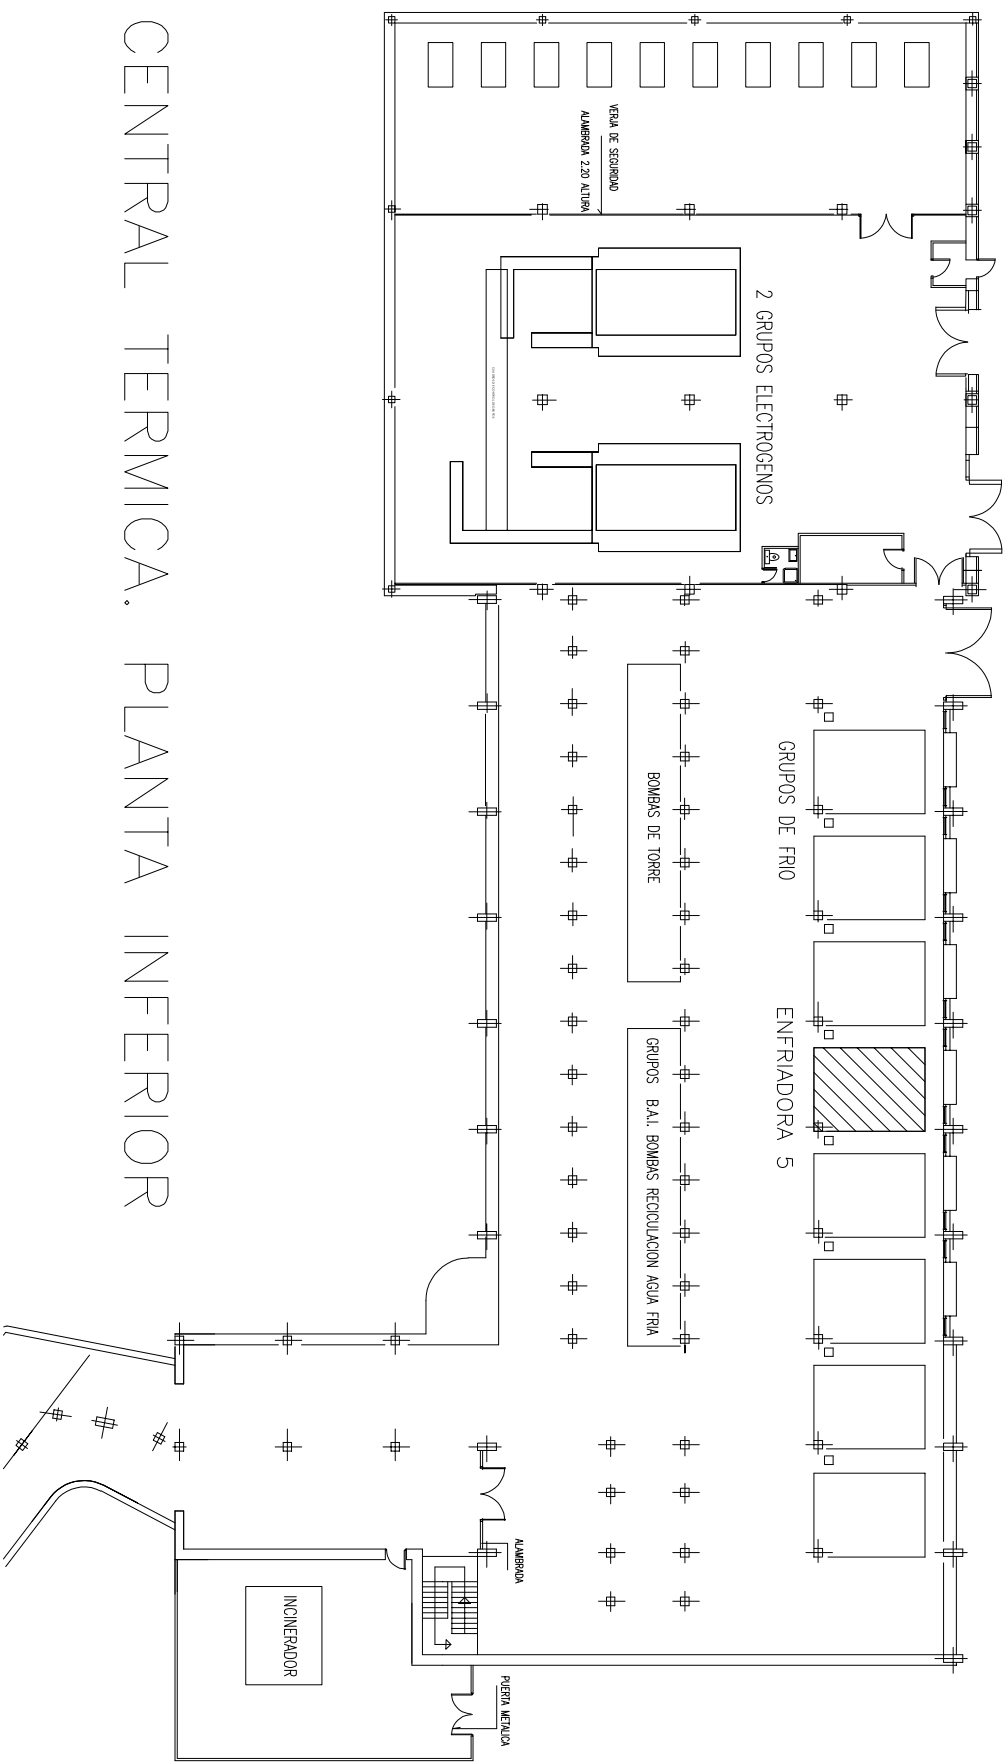 CENTRAL TERMICA. PLANTA INFERIOR
VERJA DE SEGURIDAD
ALAMBRADA 2.20 ALTURA
2 GRUPOS ELECTROGENOS
GRUPOS DE FRIO
ENFRIADORA 5
BOMBAS DE TORRE
GRUPOS B.A.I. BOMBAS RECICULACION AGUA FRIA
ALAMBRADA
INCINERADOR
PUERTA METALICA